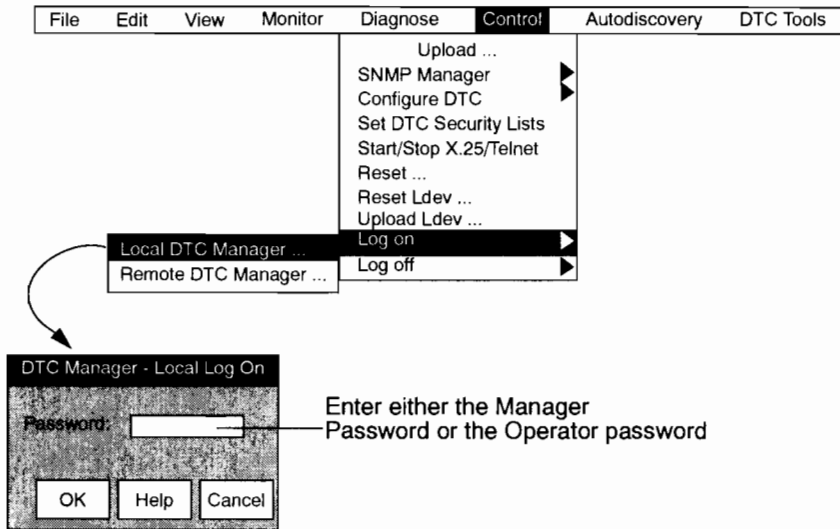 File Edit View Monitor Diagnose Control Autodiscovery DTC Tools
Upload ...
SNMP Manager
Configure DTC
Set DTC Security Lists
Start/Stop X.25/Telnet
Reset ...
Reset Ldev ...
Upload Ldev ...
Log on
Log off
Local DTC Manager ...
Remote DTC Manager ...
DTC Manager - Local Log On
Password:
Enter either the Manager
Password or the Operator password
OK Help Cancel